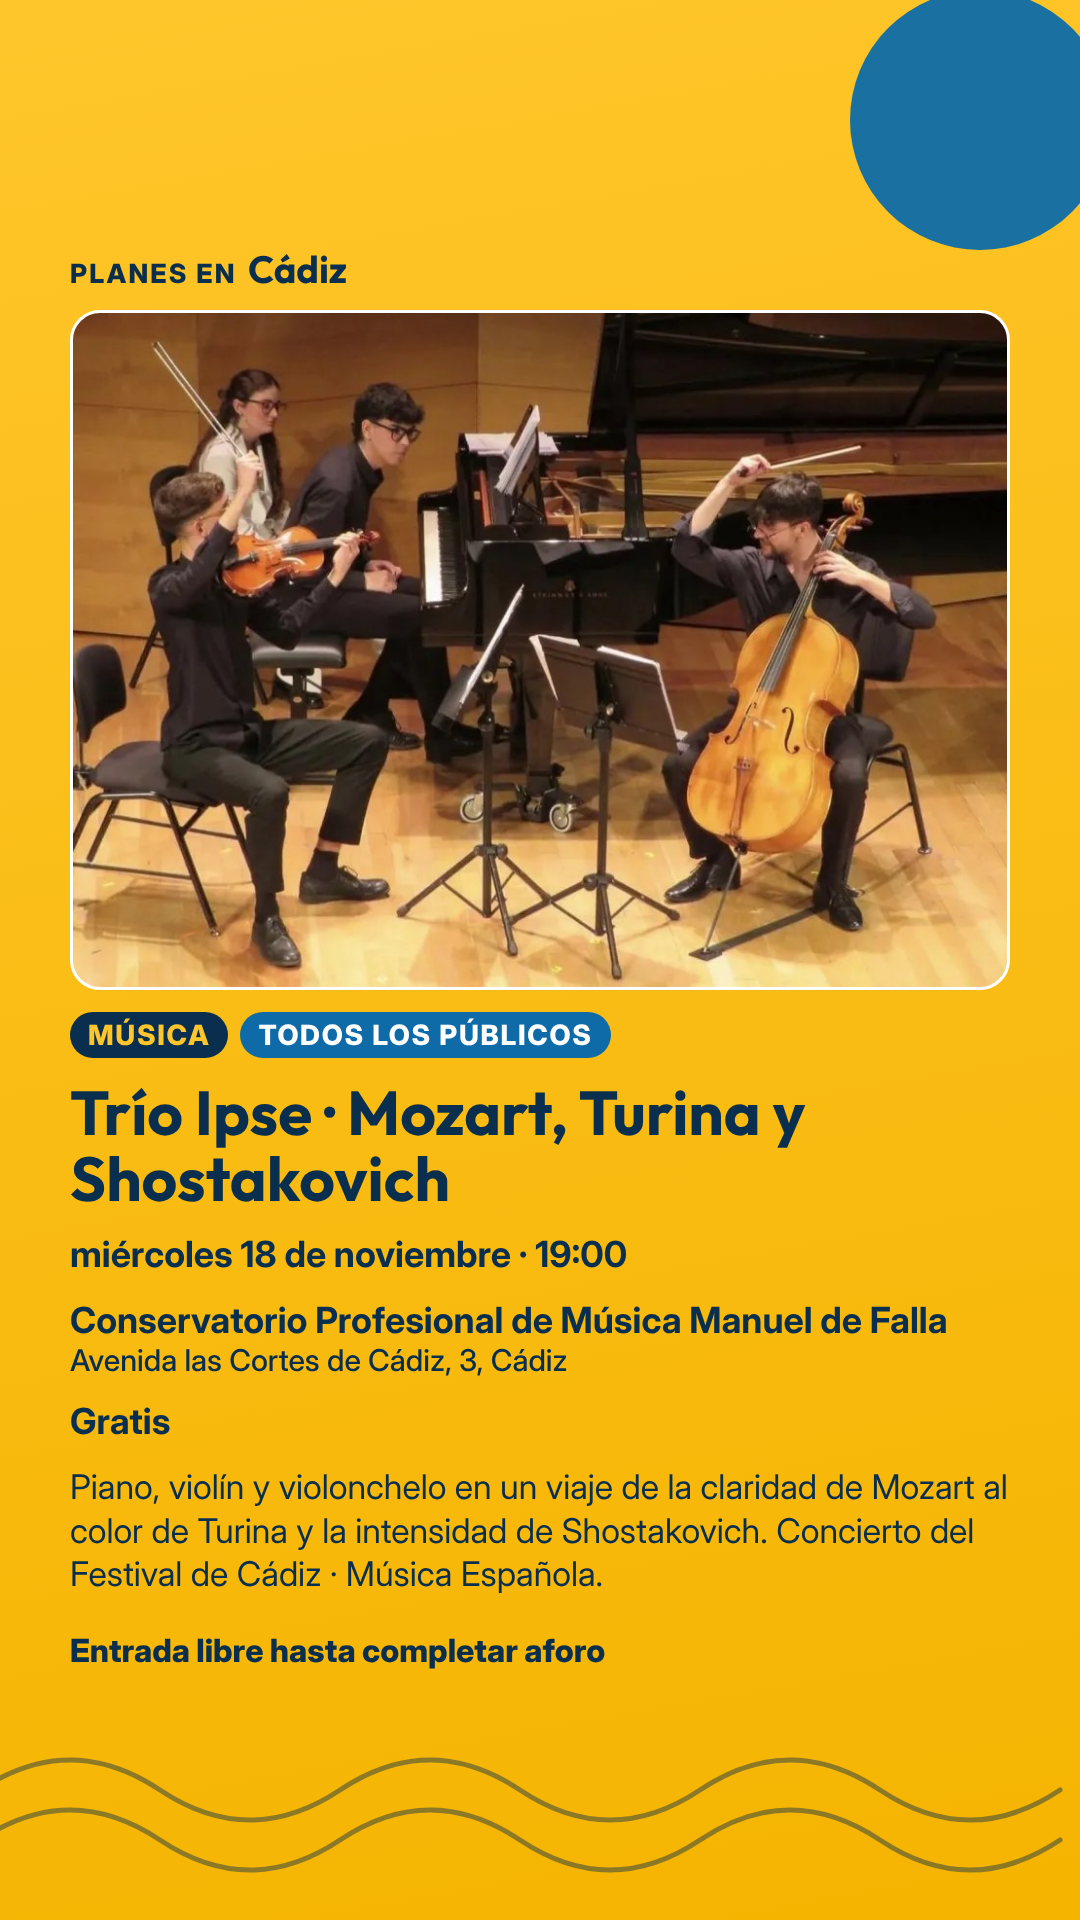 PLANES EN Cádiz
STEINWAY & SONS
MÚSICA TODOS LOS PÚBLICOS
Trío Ipse · Mozart, Turina y
Shostakovich
miércoles 18 de noviembre · 19:00
Conservatorio Profesional de Música Manuel de Falla
Avenida las Cortes de Cádiz, 3, Cádiz
Gratis
Piano, violín y violonchelo en un viaje de la claridad de Mozart al
color de Turina y la intensidad de Shostakovich. Concierto del
Festival de Cádiz · Música Española.
Entrada libre hasta completar aforo